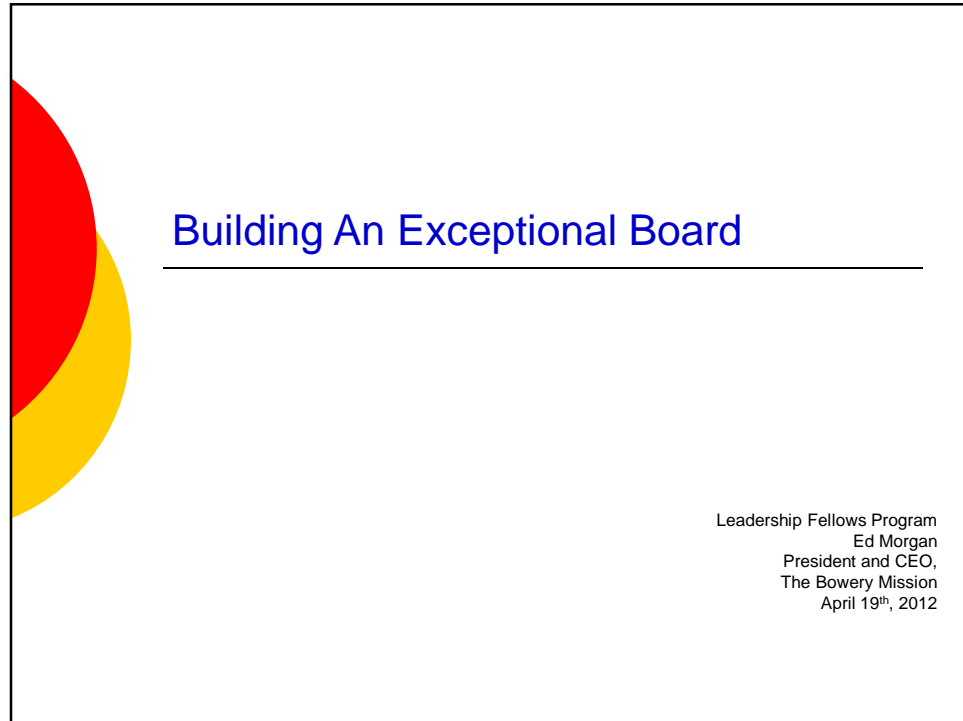 Building An Exceptional Board
Leadership Fellows Program
Ed Morgan
President and CEO,
The Bowery Mission
April 19th, 2012